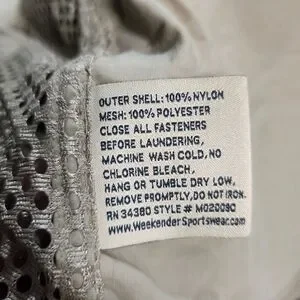 OUTER SHELL: 100% NYLON
MESH: 100% POLYESTER
CLOSE ALL FASTENERS
BEFORE LAUNDERING,
MACHINE WASH COLD, NO
CHLORINE BLEACH,
HANG OR TUMBLE DRY LOW,
REMOVE PROMPTLY, DO NOT IRON.
RN 34380 STYLE # M020090
www.WeekenderSportswear.com